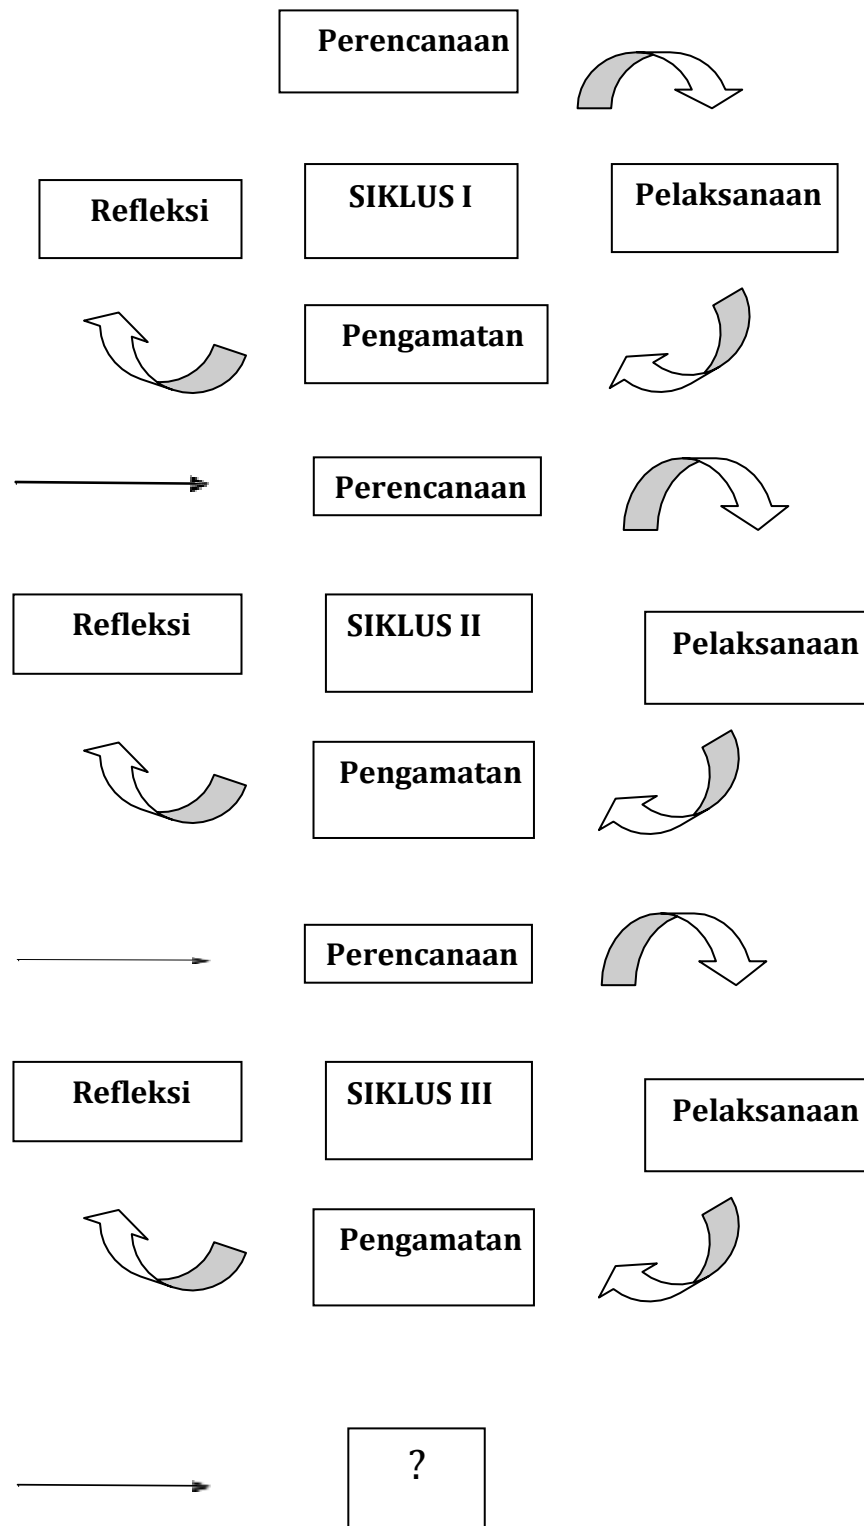 Perencanaan
Refleksi
SIKLUS I
Pelaksanaan
Pengamatan
Perencanaan
Refleksi
SIKLUS II
Pelaksanaan
Pengamatan
Perencanaan
Refleksi
SIKLUS III
Pelaksanaan
Pengamatan
?